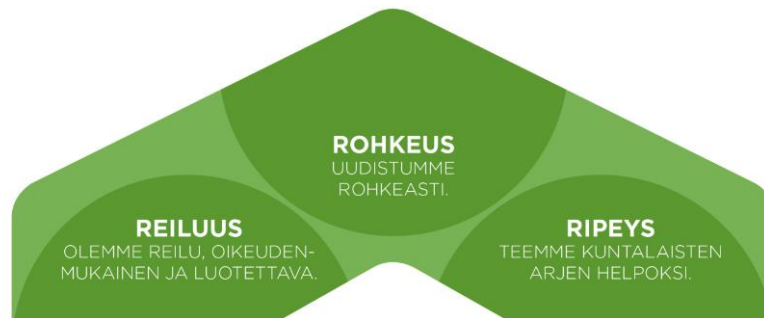 ROHKEUS
UUDISTUMME
ROHKEASTI.
REILUUS
OLEMME REILU, OIKEUDEN-
MUKAINEN JA LUOTETTAVA.
RIPEYS
TEEMME KUNTALAISTEN
ARJEN HELPOKSI.